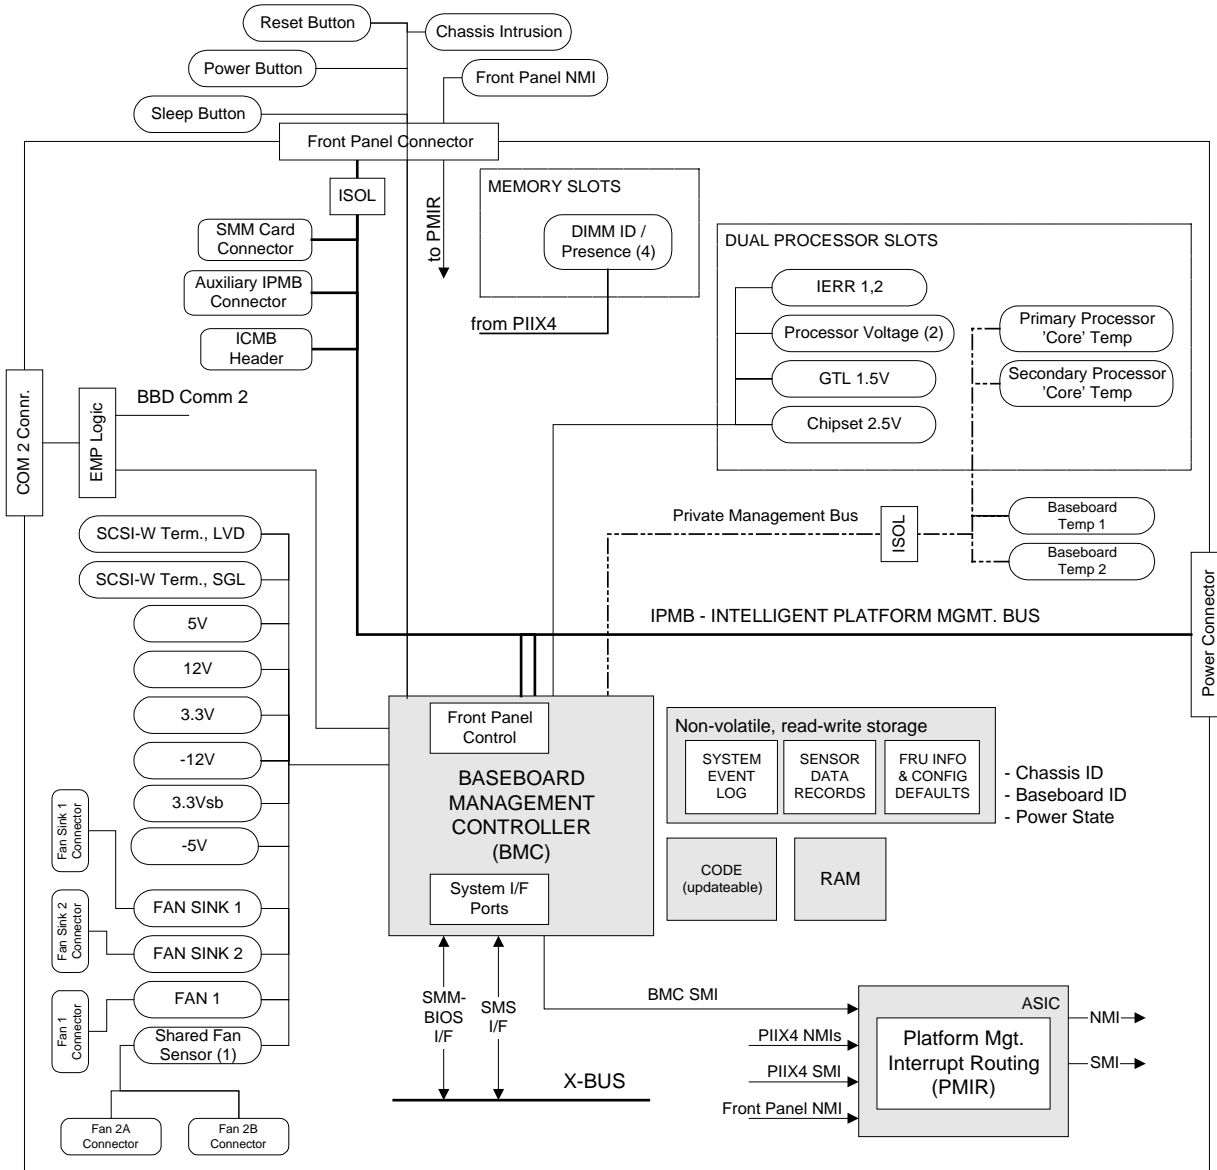 Reset Button
Chassis Intrusion
Power Button
Front Panel NMI
Sleep Button
Front Panel Connector
ISOL
to PMIR
MEMORY SLOTS
DIMM ID /
Presence (4)
from PIIX4
SMM Card
Connector
Auxiliary IPMB
Connector
ICMB
Header
DUAL PROCESSOR SLOTS
IERR 1,2
Processor Voltage (2)
GTL 1.5V
Chipset 2.5V
Primary Processor
'Core' Temp
Secondary Processor
'Core' Temp
COM 2 Connr.
EMP Logic
BBD Comm 2
Private Management Bus
ISOL
Baseboard
Temp 1
Baseboard
Temp 2
IPMB - INTELLIGENT PLATFORM MGMT. BUS
Power Connector
SCSI-W Term., LVD
SCSI-W Term., SGL
5V
12V
3.3V
-12V
3.3Vsb
-5V
FAN SINK 1
FAN SINK 2
FAN 1
Shared Fan
Sensor (1)
Fan Sink 1
Connector
Fan Sink 2
Connector
Fan 1
Connector
Fan 2A
Connector
Fan 2B
Connector
Front Panel
Control
BASEBOARD
MANAGEMENT
CONTROLLER
(BMC)
System I/F
Ports
Non-volatile, read-write storage
SYSTEM
EVENT
LOG
SENSOR
DATA
RECORDS
FRU INFO
& CONFIG
DEFAULTS
- Chassis ID
- Baseboard ID
- Power State
CODE
(updateable)
RAM
SMM-
BIOS
I/F
SMS
I/F
X-BUS
BMC SMI
PIIX4 NMIs
PIIX4 SMI
Front Panel NMI
ASIC
Platform Mgt.
Interrupt Routing
(PMIR)
NMI
SMI